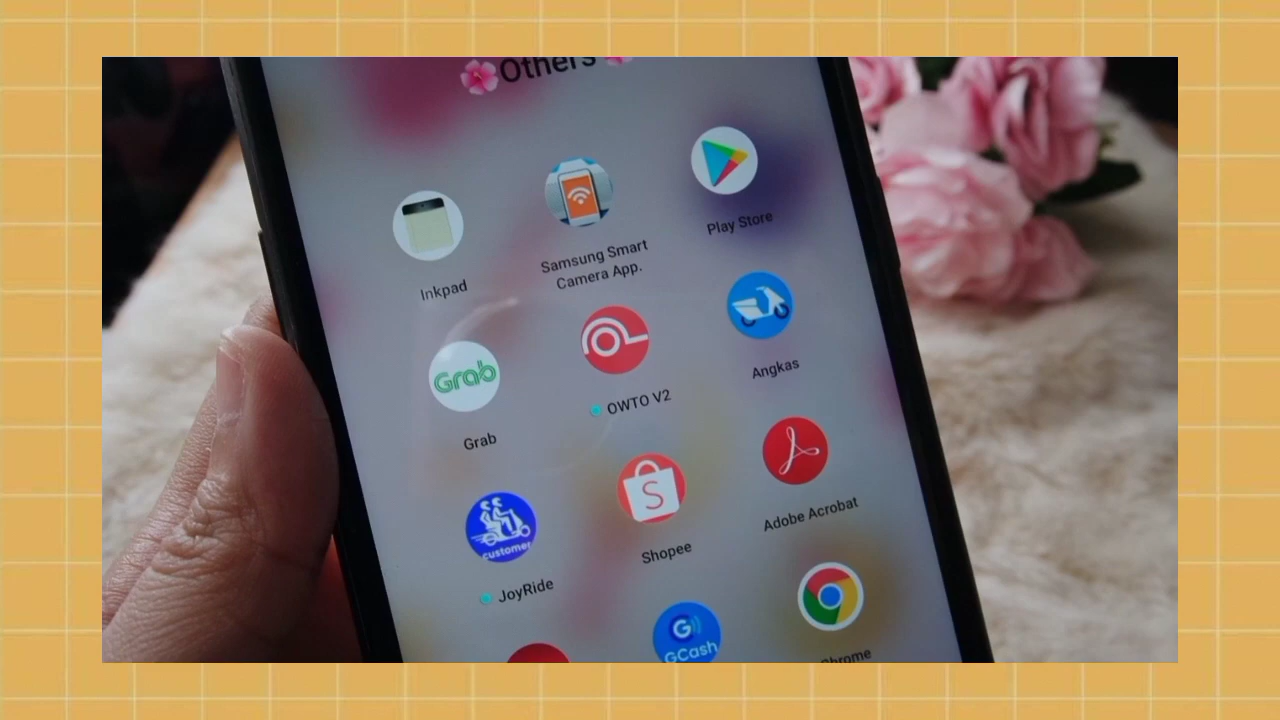 Others
Inkpad
Samsung Smart
Camera App.
Play Store
Grab
Grab
OWTO V2
Angkas
customer
JoyRide
S
Shopee
Adobe Acrobat
G
GCash
Chrome